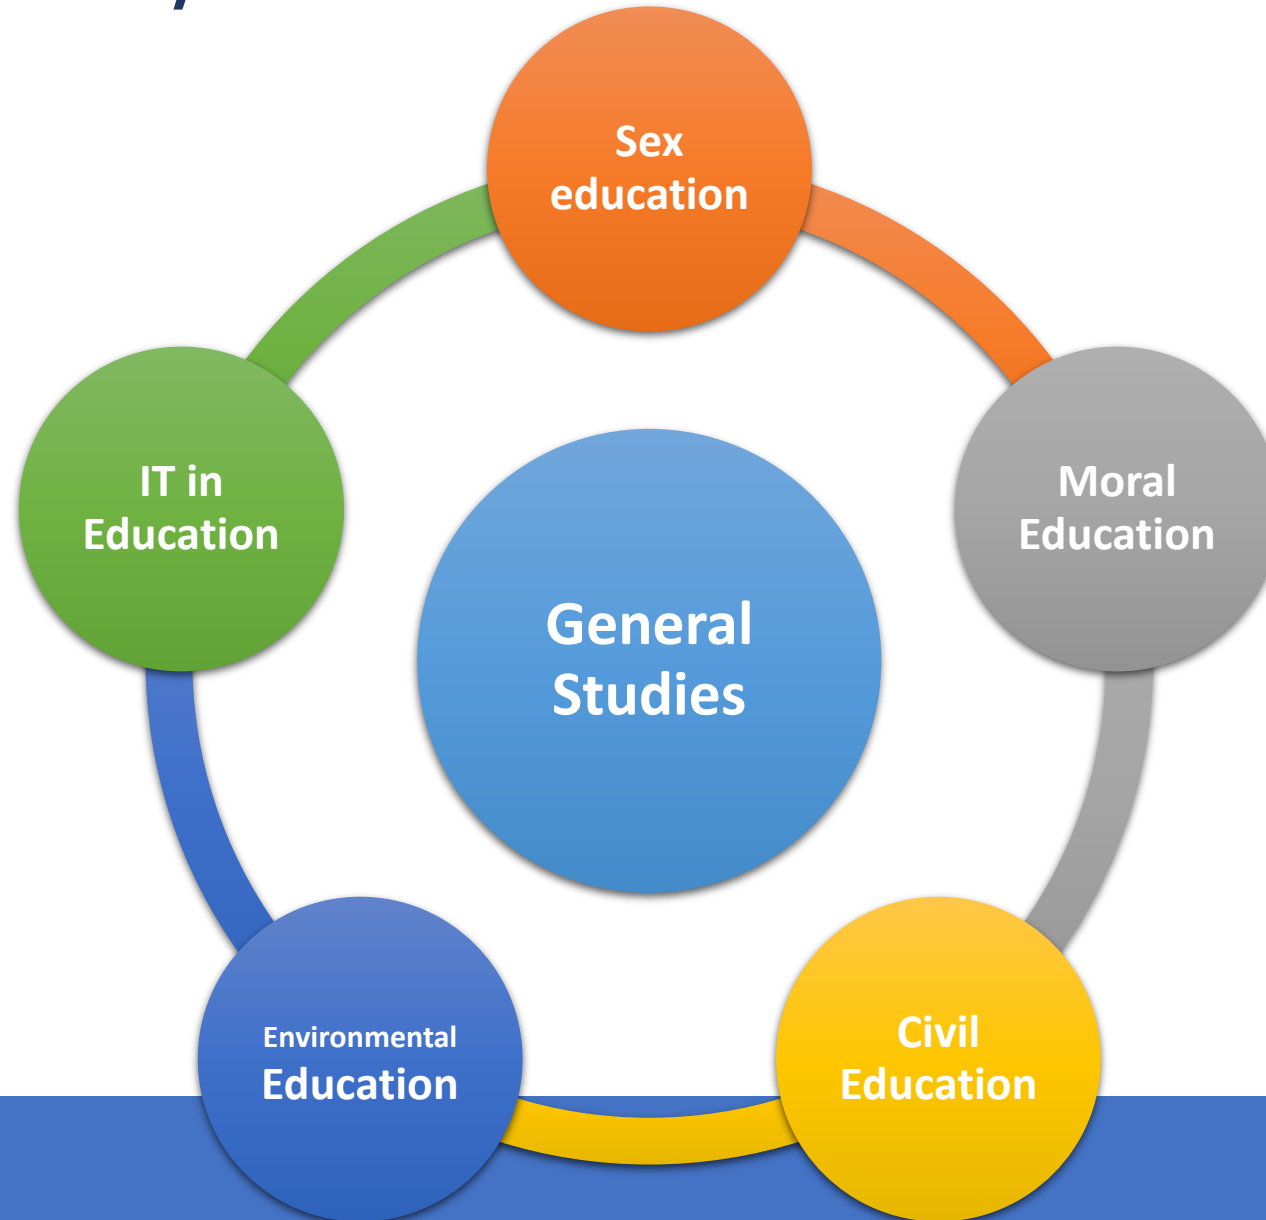 Sex
education
IT in
Education
Moral
Education
General
Studies
Environmental
Education
Civil
Education